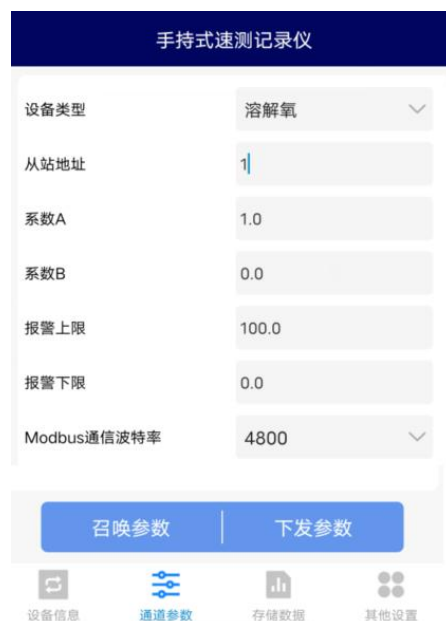 手持式速测记录仪
设备类型 溶解氧
从站地址 1
系数A 1.0
系数B 0.0
报警上限 100.0
报警下限 0.0
Modbus通信波特率 4800
召唤参数 下发参数
设备信息 通道参数 存储数据 其他设置